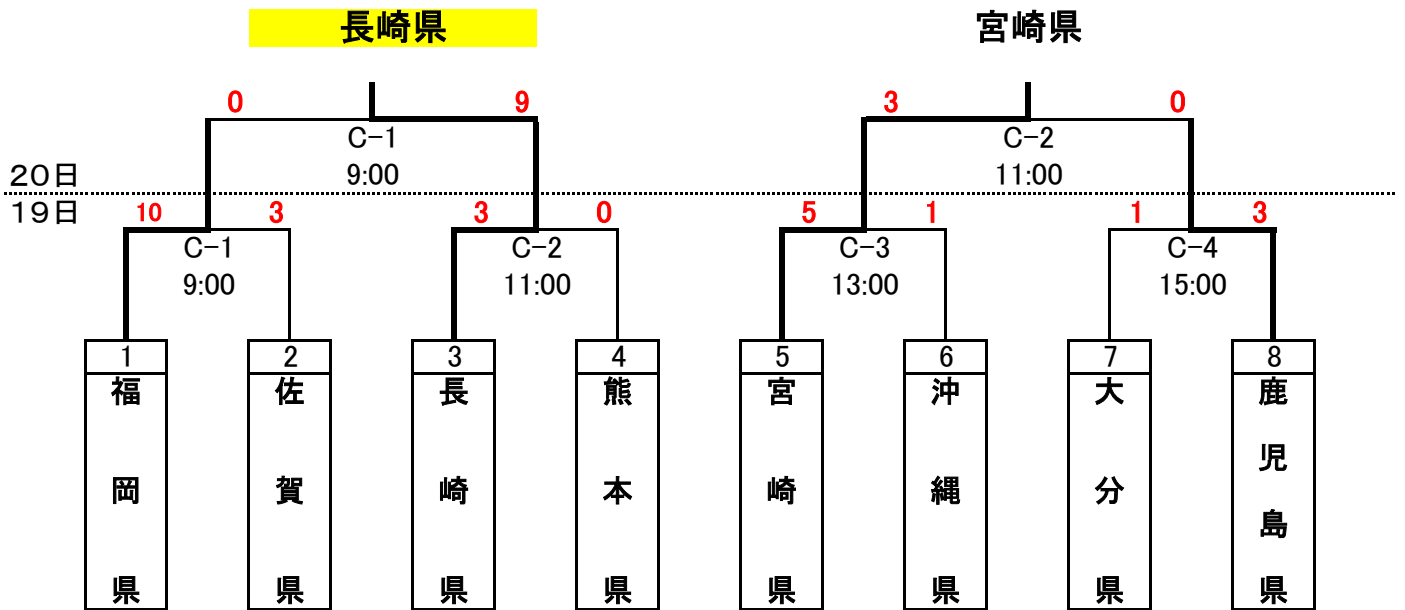 長崎県 宮崎県
0 9 3 0
C-1 C-2
20日 9:00 11:00
19日 10 3 3 0 5 1 1 3
C-1 C-2 C-3 C-4
9:00 11:00 13:00 15:00
1 2 3 4 5 6 7 8
福岡県 佐賀県 長崎県 熊本県 宮崎県 沖縄県 大分県 鹿児島県